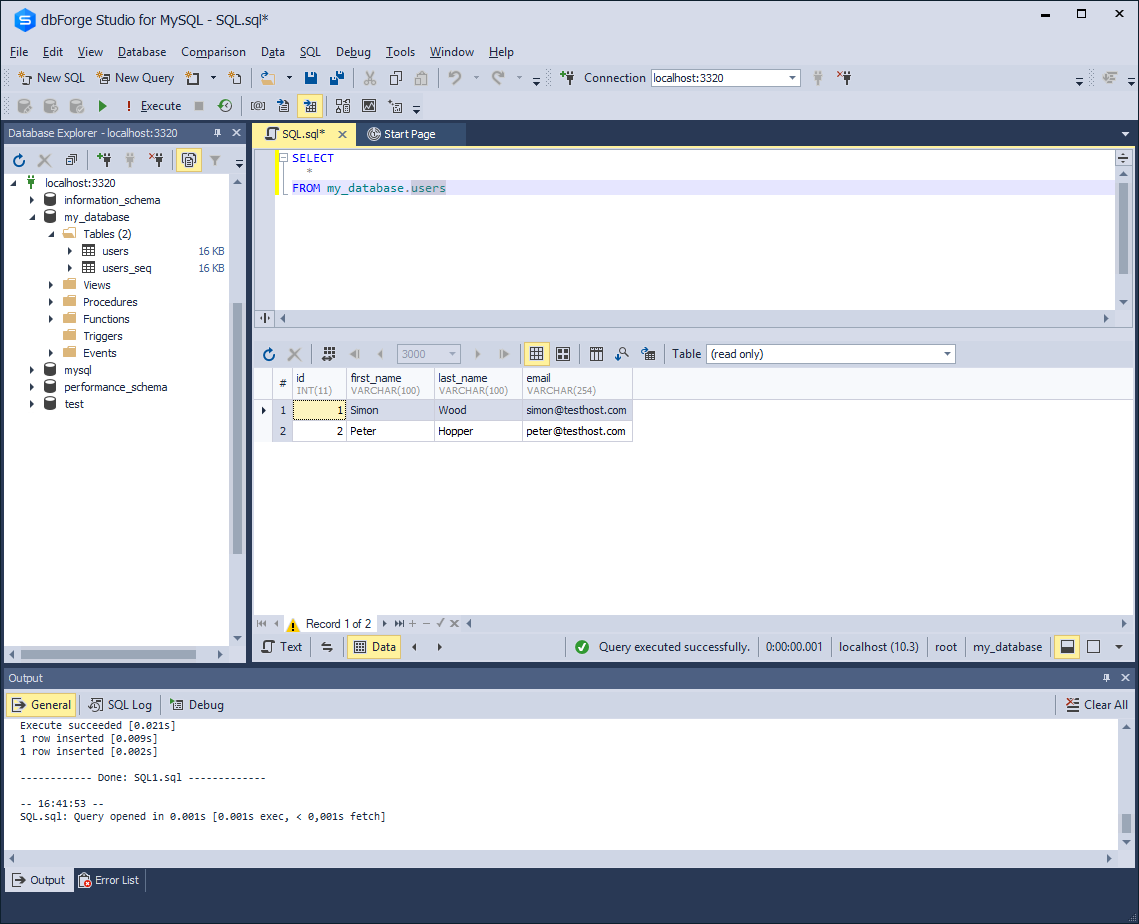 dbForge Studio for MySQL - SQL.sql*
File Edit View Database Comparison Data SQL Debug Tools Window Help
New SQL New Query Connection localhost:3320
Execute
Database Explorer - localhost:3320
SQL.sql* Start Page
localhost:3320
information_schema
my_database
Tables (2)
users 16 KB
users_seq 16 KB
Views
Procedures
Functions
Triggers
Events
mysql
performance_schema
test
SELECT
*
FROM my_database.users
3000 Table (read only)
# id first_name last_name email
INT(11) VARCHAR(100) VARCHAR(100) VARCHAR(254)
1 1 Simon Wood simon@testhost.com
2 2 Peter Hopper peter@testhost.com
Record 1 of 2
Text Data Query executed successfully. 0:00:00.001 localhost (10.3) root my_database
Output
General SQL Log Debug Clear All
Execute succeeded [0.021s]
1 row inserted [0.009s]
1 row inserted [0.002s]
------------ Done: SQL1.sql -------------
-- 16:41:53 --
SQL.sql: Query opened in 0.001s [0.001s exec, < 0,001s fetch]
Output Error List